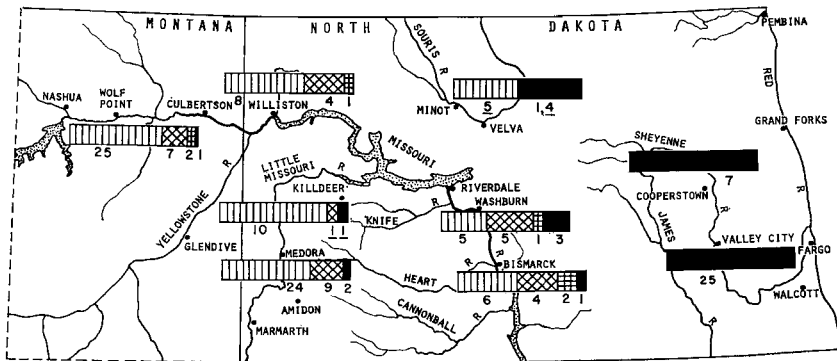 MONTANA NORTH DAKOTA
PEMBINA
SOURIS R
RED
R
NASHUA
WOLF POINT
CULBERTSON
WILLISTON
8 4 1
MINOT
VELVA
5 1,4
GRAND FORKS
25 7 2 1
MISSOURI
R
SHEYENNE
R
7
LITTLE MISSOURI R
KILLDEER
RIVERDALE
WASHBURN
COOPERSTOWN
YELLOWSTONE R
KNIFE R
10 1 1
5 5 1 3
JAMES
R
GLENDIVE
MEDORA
24 9 2
HEART R
BISMARCK
6 4 2 1
VALLEY CITY
FARGO
25
WALCOTT
AMIDON
MARMARTH
CANNONBALL R